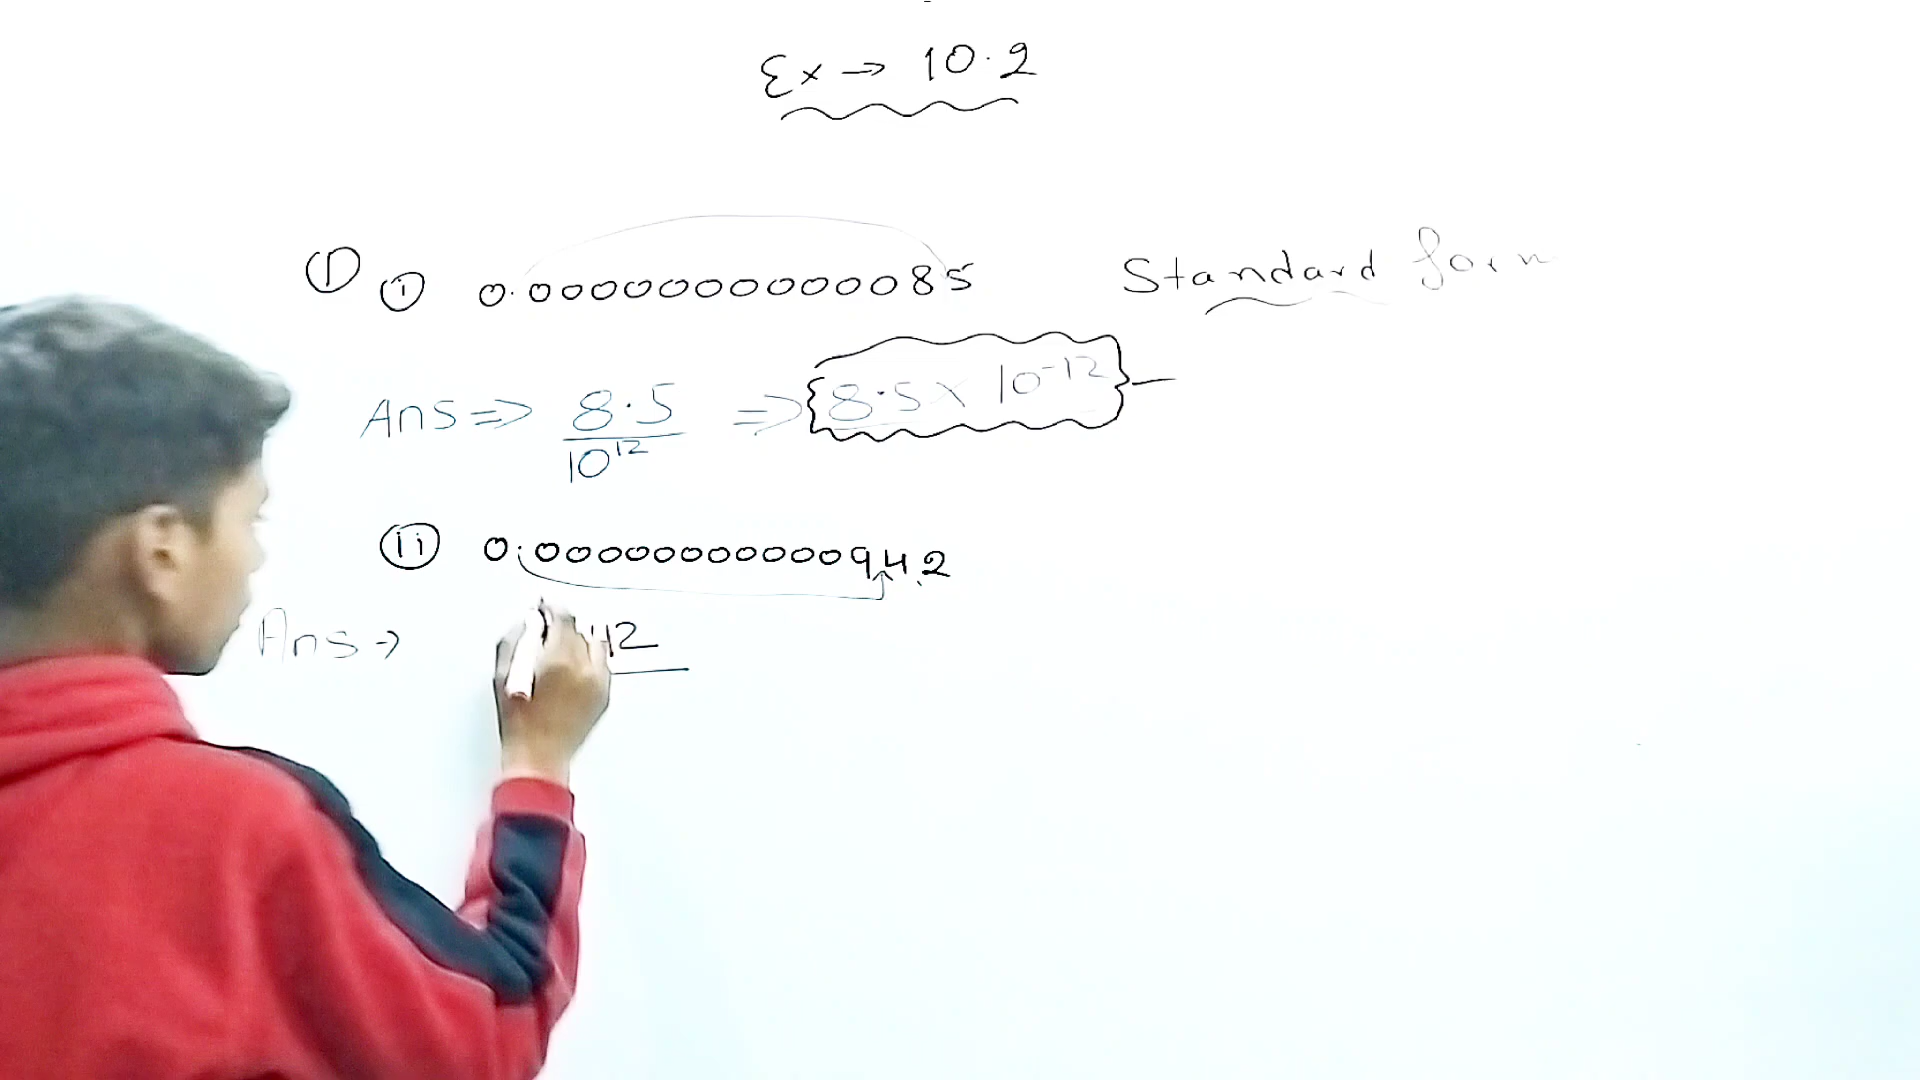 Ex → 10.2
① ⓘ 0.0000000000085 Standard form
Ans ⇒ 8.5/10¹² ⇒ 8.5 x 10⁻¹²
ⓘⓘ 0.00000000000942
Ans → 42